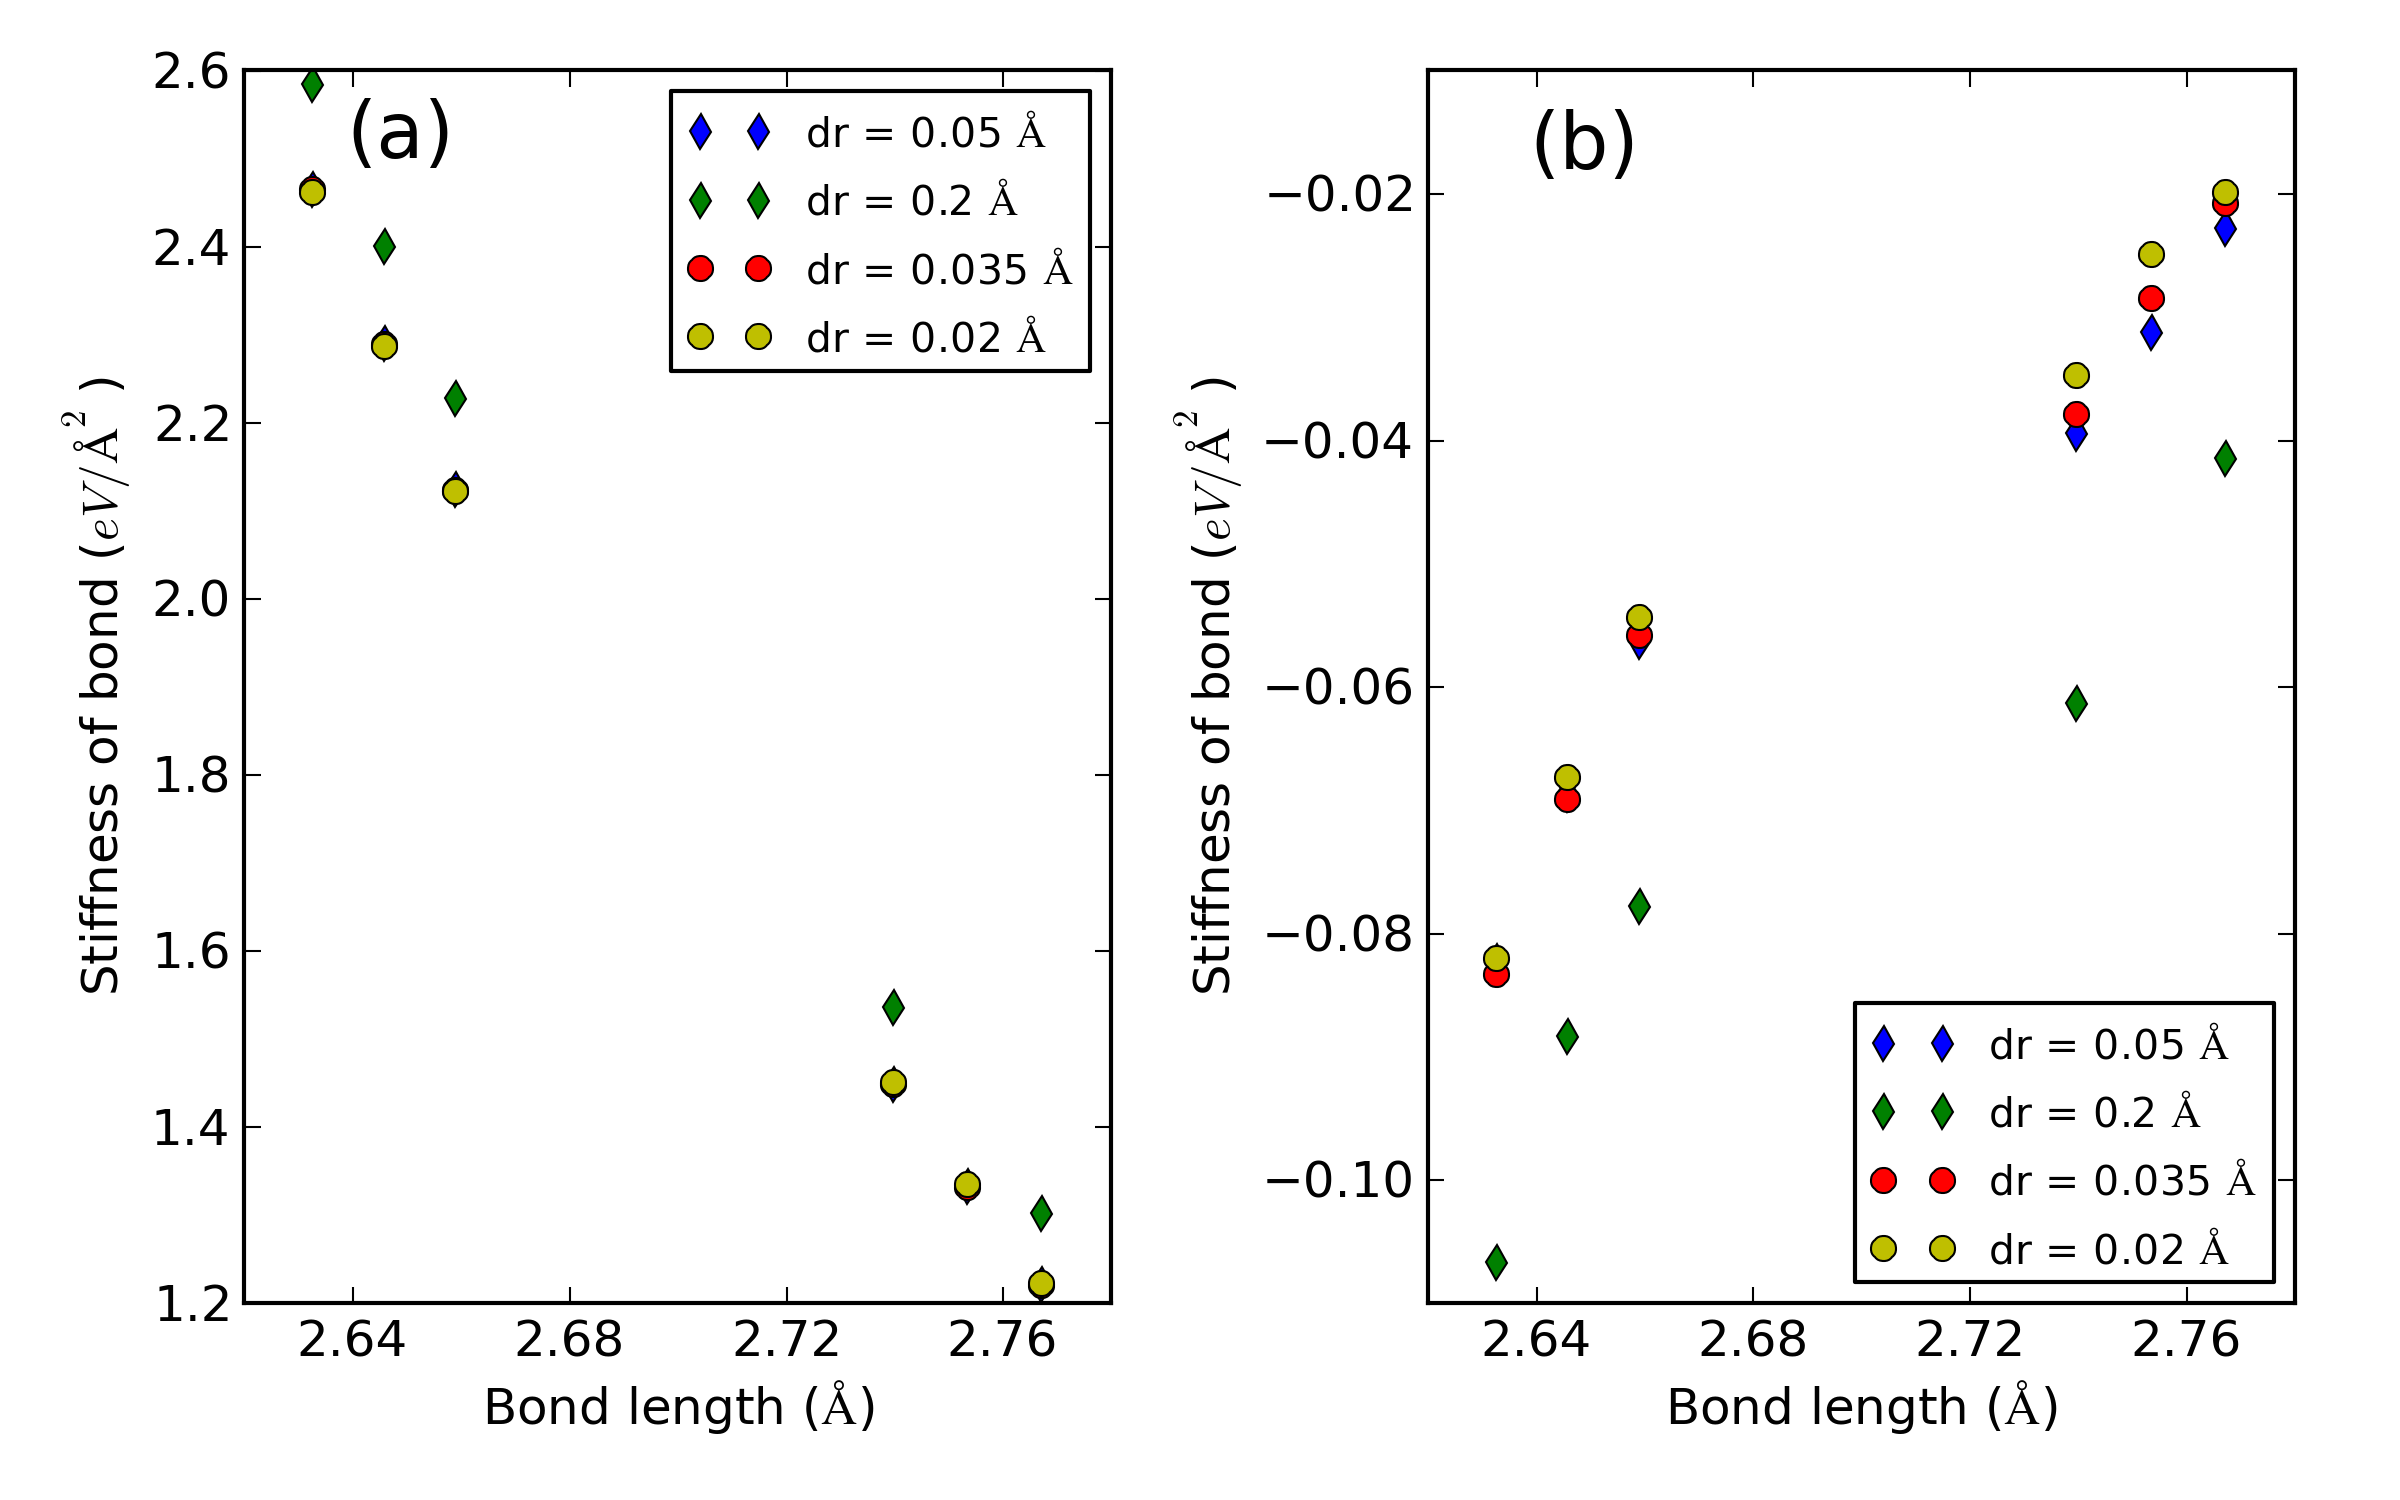 (a)
2.6
2.4
2.2
2.0
1.8
1.6
1.4
1.2
Stiffness of bond (eV/Å²)
dr = 0.05 Å
dr = 0.2 Å
dr = 0.035 Å
dr = 0.02 Å
2.64 2.68 2.72 2.76
Bond length (Å)
(b)
−0.02
−0.04
−0.06
−0.08
−0.10
Stiffness of bond (eV/Å²)
dr = 0.05 Å
dr = 0.2 Å
dr = 0.035 Å
dr = 0.02 Å
2.64 2.68 2.72 2.76
Bond length (Å)